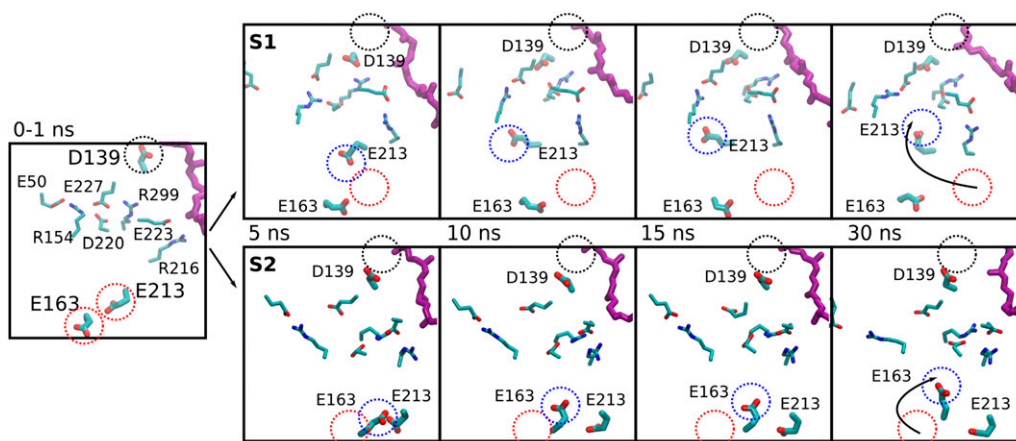 0-1 ns
D139
E50
E227
R299
R154
D220
E223
R216
E163
E213
S1
D139
E213
E163
D139
E213
E163
D139
E213
E163
D139
E213
E163
5 ns
10 ns
15 ns
30 ns
S2
D139
E163
E213
D139
E163
E213
D139
E163
E213
D139
E163
E213